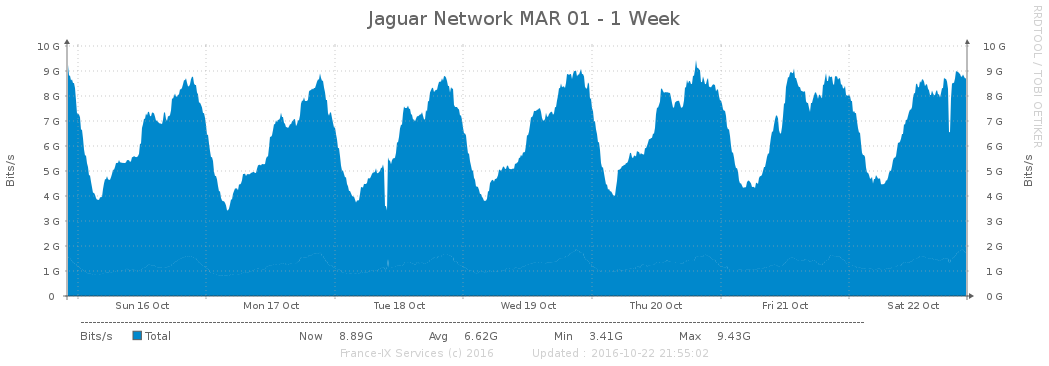 Jaguar Network MAR 01 - 1 Week
RRDTOOL / TOBI OETIKER
10 G 10 G
9 G 9 G
8 G 8 G
7 G 7 G
6 G 6 G
5 G 5 G
4 G 4 G
3 G 3 G
2 G 2 G
1 G 1 G
0 0 G
Bits/s
Bits/s
Sun 16 Oct Mon 17 Oct Tue 18 Oct Wed 19 Oct Thu 20 Oct Fri 21 Oct Sat 22 Oct
Bits/s Total Now 8.89G Avg 6.62G Min 3.41G Max 9.43G
France-IX Services (c) 2016 Updated : 2016-10-22 21:55:02